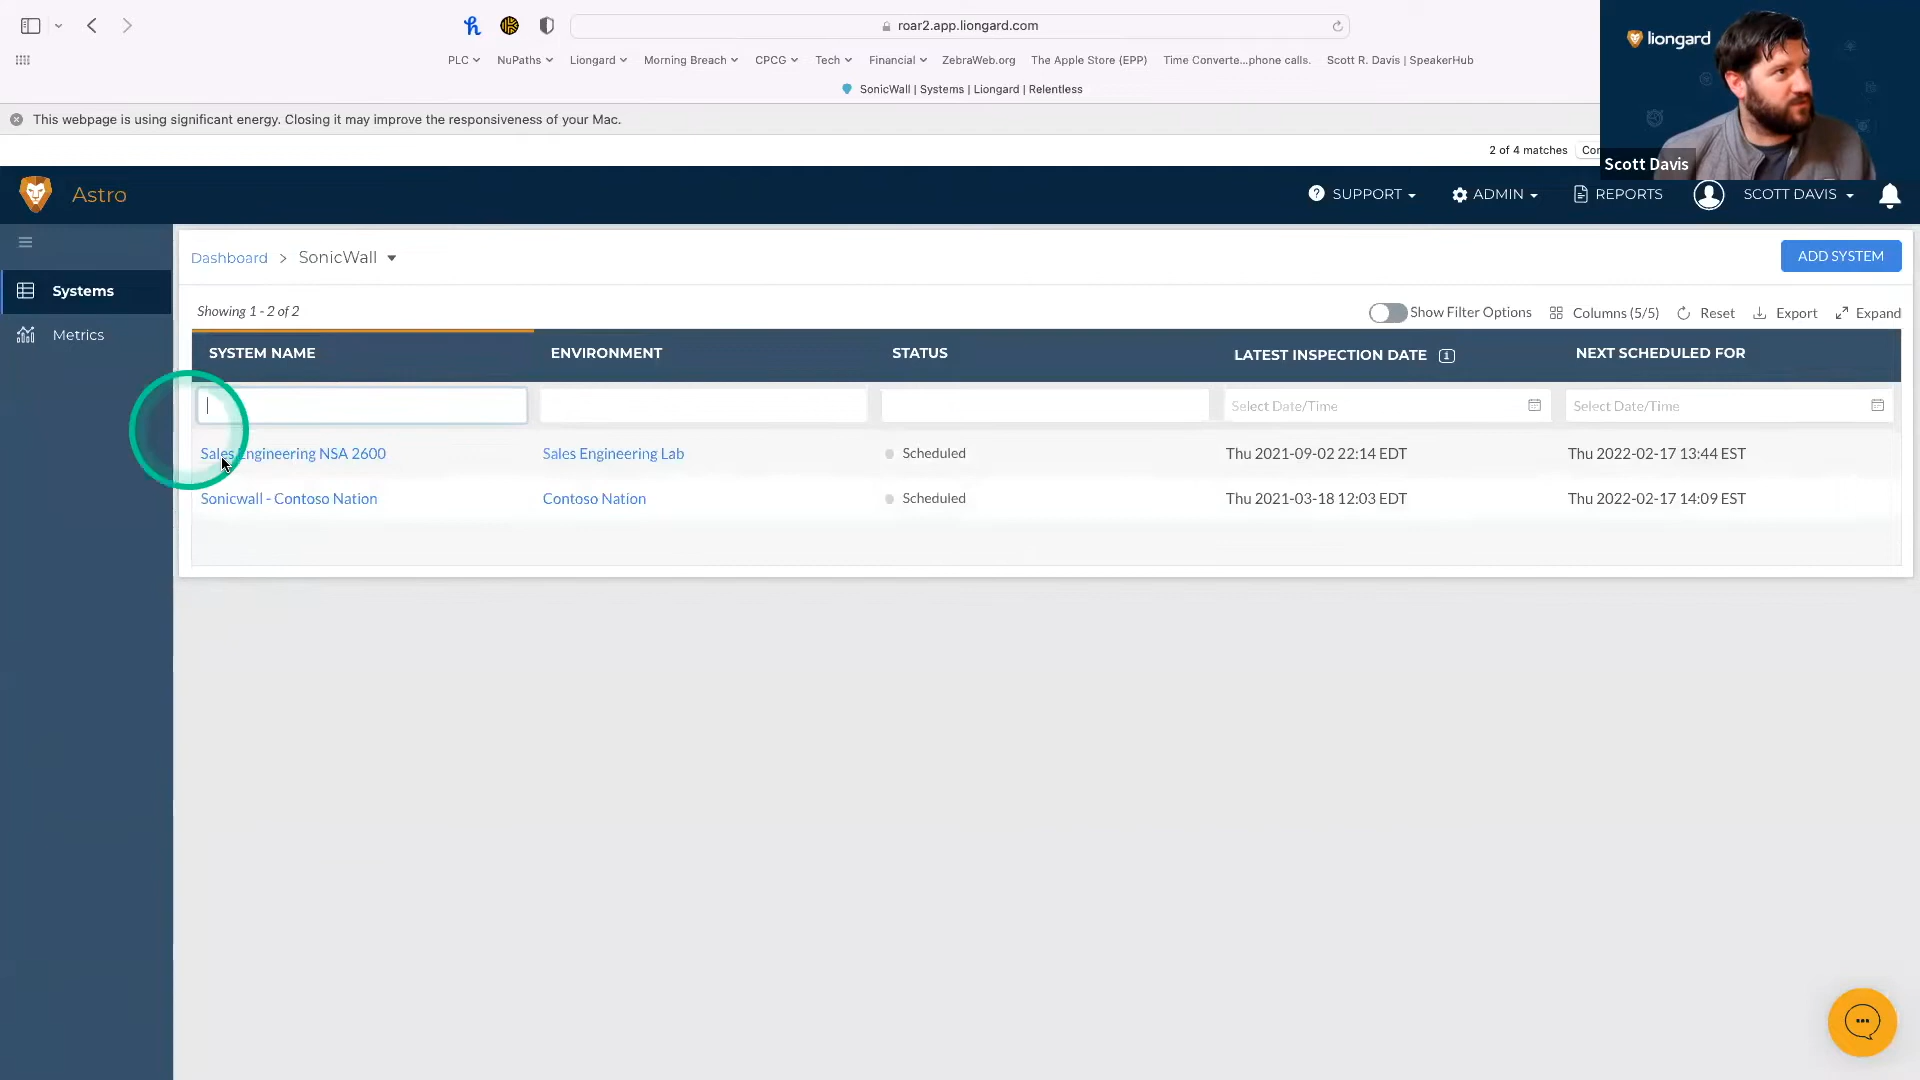 roar2.app.liongard.com
liongard
PLC NuPaths Liongard Morning Breach CPCG Tech Financial ZebraWeb.org The Apple Store (EPP) Time Converte...phone calls. Scott R. Davis | SpeakerHub
SonicWall | Systems | Liongard | Relentless
This webpage is using significant energy. Closing it may improve the responsiveness of your Mac.
2 of 4 matches
Scott Davis
Astro SUPPORT ADMIN REPORTS SCOTT DAVIS
Dashboard > SonicWall ADD SYSTEM
Systems
Metrics
Showing 1 - 2 of 2 Show Filter Options Columns (5/5) Reset Export Expand
SYSTEM NAME ENVIRONMENT STATUS LATEST INSPECTION DATE NEXT SCHEDULED FOR
Select Date/Time Select Date/Time
Sales Engineering NSA 2600 Sales Engineering Lab Scheduled Thu 2021-09-02 22:14 EDT Thu 2022-02-17 13:44 EST
Sonicwall - Contoso Nation Contoso Nation Scheduled Thu 2021-03-18 12:03 EDT Thu 2022-02-17 14:09 EST